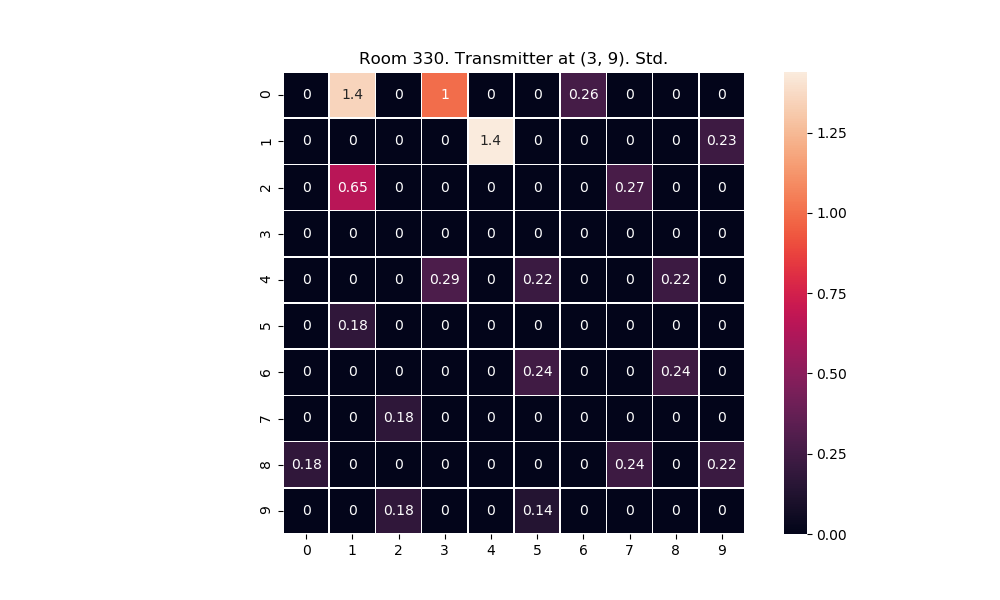 Room 330. Transmitter at (3, 9). Std.
0 0 1.4 0 1 0 0 0.26 0 0 0
1 0 0 0 0 1.4 0 0 0 0 0.23
2 0 0.65 0 0 0 0 0 0.27 0 0
3 0 0 0 0 0 0 0 0 0 0
4 0 0 0 0.29 0 0.22 0 0 0.22 0
5 0 0.18 0 0 0 0 0 0 0 0
6 0 0 0 0 0 0.24 0 0 0.24 0
7 0 0 0.18 0 0 0 0 0 0 0
8 0.18 0 0 0 0 0 0 0.24 0 0.22
9 0 0 0.18 0 0 0.14 0 0 0 0
0 1 2 3 4 5 6 7 8 9
1.25
1.00
0.75
0.50
0.25
0.00